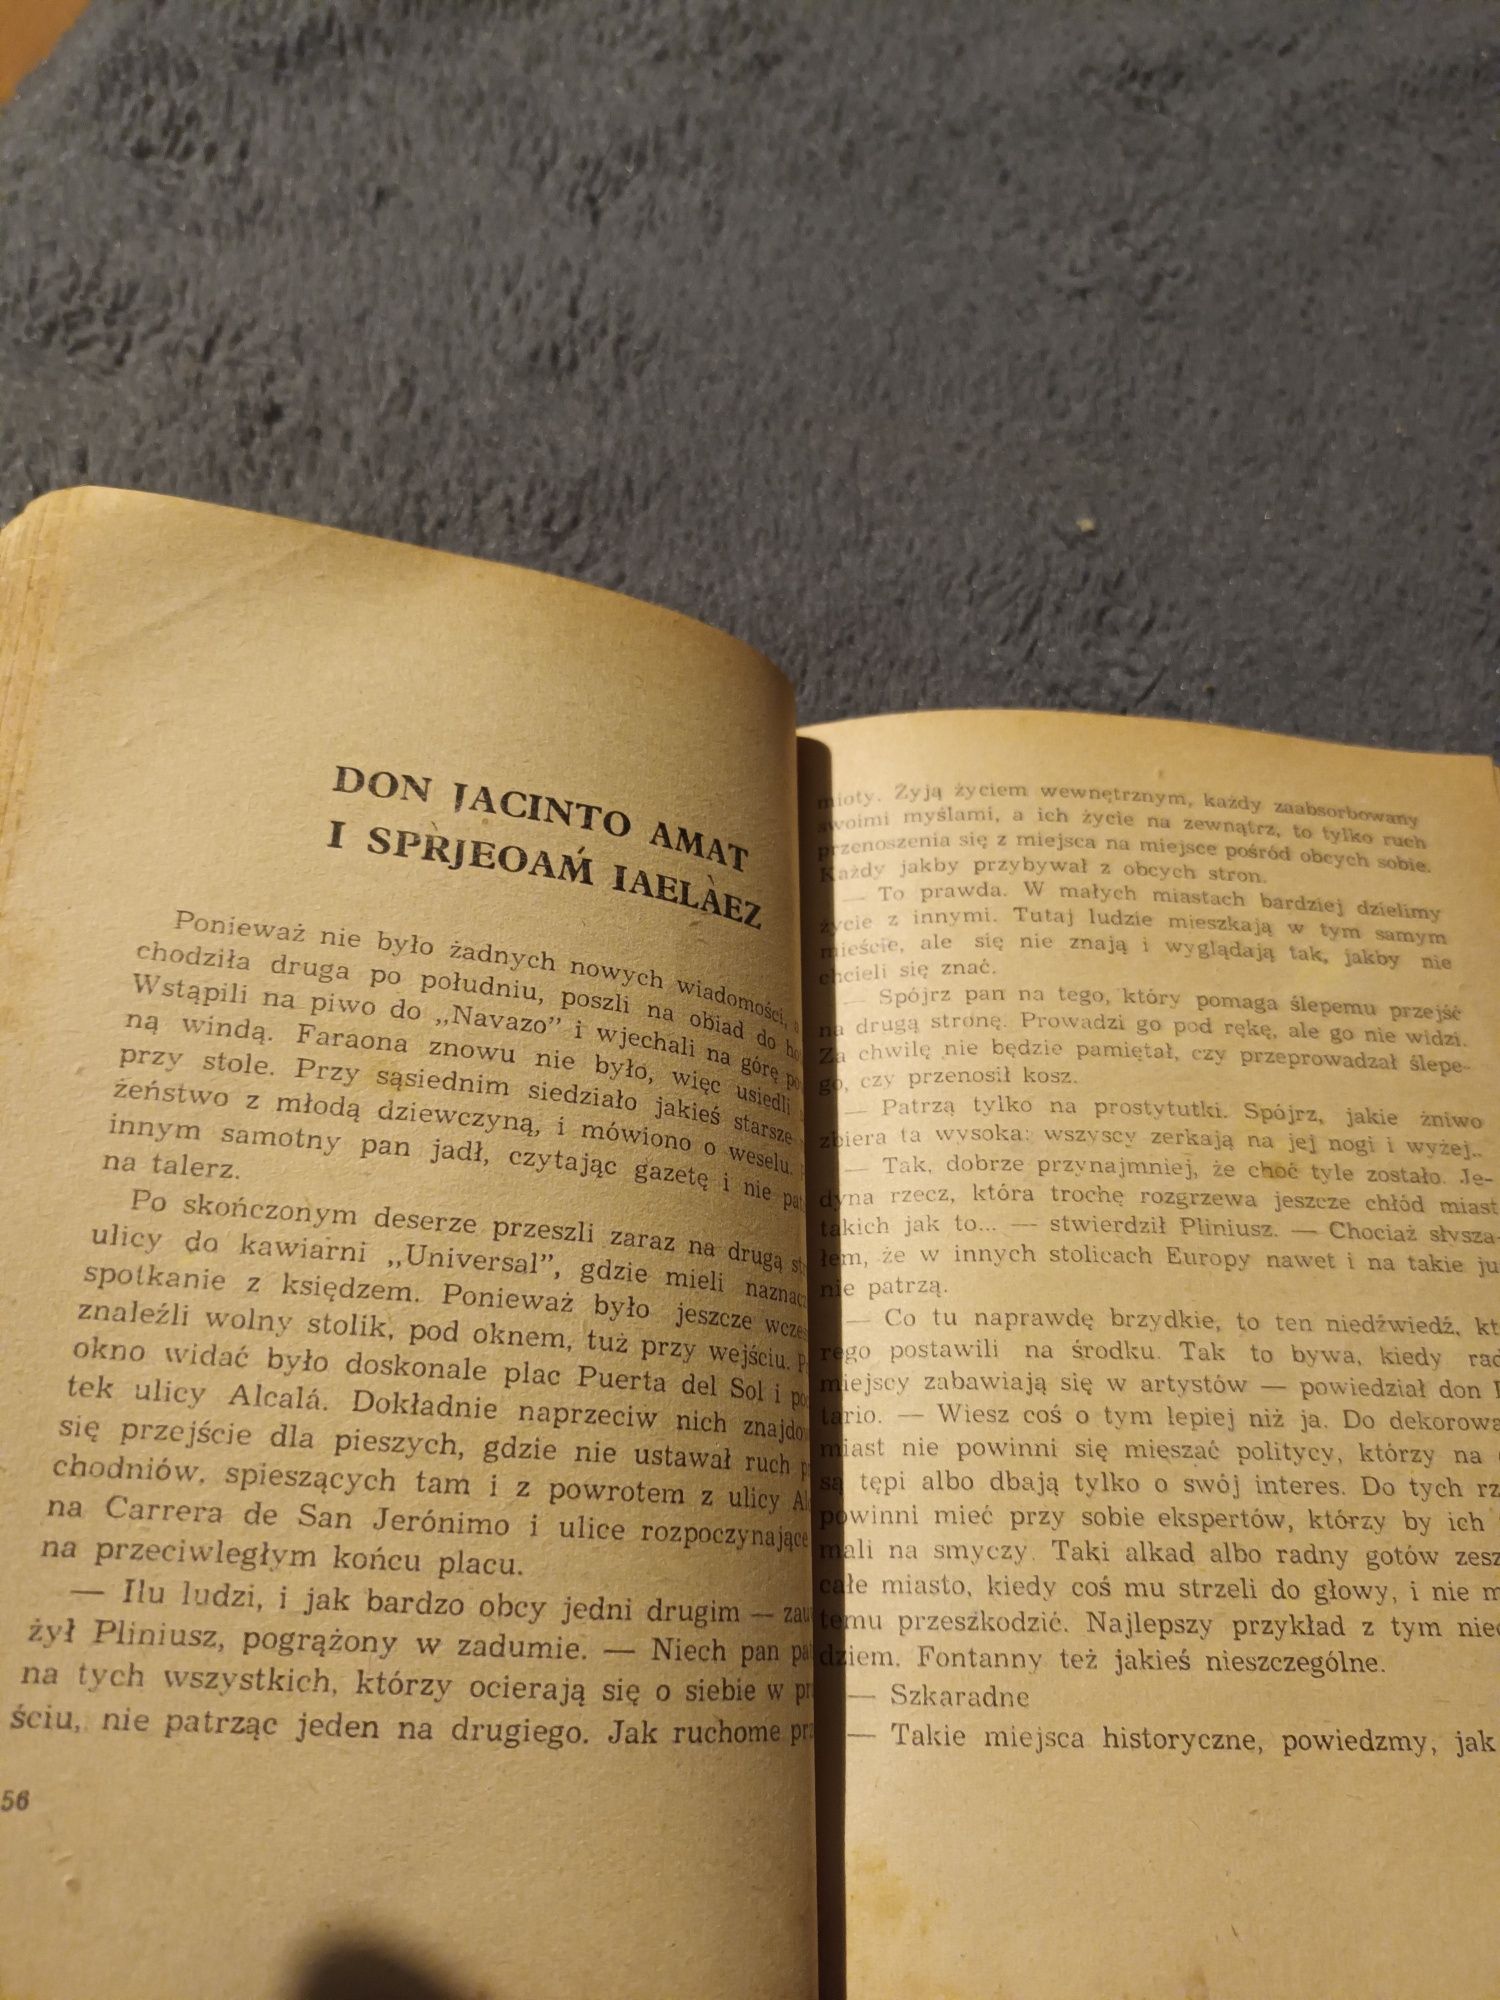 DON JACINTO AMAT
I SPRJEOAḾ IAELÀEZ
Ponieważ nie było żadnych nowych wiadomości,
chodziła druga po południu, poszli na obiad do
Wstąpili na piwo do „Navazo” i wjechali na górę
ną windą. Faraona znowu nie było, więc usiedli
przy stole. Przy sąsiednim siedziało jakieś starsze
żeństwo z młodą dziewczyną, i mówiono o weselu.
innym samotny pan jadł, czytając gazetę i nie
na talerz.
Po skończonym deserze przeszli zaraz na drugą
ulicy do kawiarni „Universal”, gdzie mieli
spotkanie z księdzem. Ponieważ było jeszcze
znaleźli wolny stolik, pod oknem, tuż przy wejściu.
okno widać było doskonale plac Puerta del Sol i
tek ulicy Alcalá. Dokładnie naprzeciw nich
się przejście dla pieszych, gdzie nie ustawał ruch
chodniów, spieszących tam i z powrotem z ulicy
na Carrera de San Jerónimo i ulice rozpoczynające
na przeciwległym końcu placu.
— Ilu ludzi, i jak bardzo obcy jedni drugim —
żył Pliniusz, pogrążony w zadumie. — Niech pan
na tych wszystkich, którzy ocierają się o siebie w
ściu, nie patrząc jeden na drugiego. Jak ruchome
56
mioty. Żyją życiem wewnętrznym, każdy zaabsorbowany
swoimi myślami, a ich życie na zewnątrz, to tylko ruch
przenoszenia się z miejsca na miejsce pośród obcych sobie.
Każdy jakby przybywał z obcych stron.
— To prawda. W małych miastach bardziej dzielimy
życie z innymi. Tutaj ludzie mieszkają w tym samym
mieście, ale się nie znają i wyglądają tak, jakby nie
chcieli się znać.
— Spójrz pan na tego, który pomaga ślepemu przejść
na drugą stronę. Prowadzi go pod rękę, ale go nie widzi.
Za chwilę nie będzie pamiętał, czy przeprowadzał ślepe-
go, czy przenosił kosz.
— Patrzą tylko na prostytutki. Spójrz, jakie żniwo
zbiera ta wysoka: wszyscy zerkają na jej nogi i wyżej..
— Tak, dobrze przynajmniej, że choć tyle zostało. Je-
dyna rzecz, która trochę rozgrzewa jeszcze chłód miast
takich jak to... — stwierdził Pliniusz. — Chociaż słysza-
łem, że w innych stolicach Europy nawet i na takie ju
nie patrzą.
— Co tu naprawdę brzydkie, to ten niedźwiedź, kt
rego postawili na środku. Tak to bywa, kiedy rad
miejscy zabawiają się w artystów — powiedział don
tario. — Wiesz coś o tym lepiej niż ja. Do dekorowa
miast nie powinni się mieszać politycy, którzy na
są tępi albo dbają tylko o swój interes. Do tych rz
powinni mieć przy sobie ekspertów, którzy by ich
mali na smyczy. Taki alkad albo radny gotów zesz
całe miasto, kiedy coś mu strzeli do głowy, i nie m
temu przeszkodzić. Najlepszy przykład z tym nie
dziem. Fontanny też jakieś nieszczególne.
— Szkaradne
— Takie miejsca historyczne, powiedzmy, jak